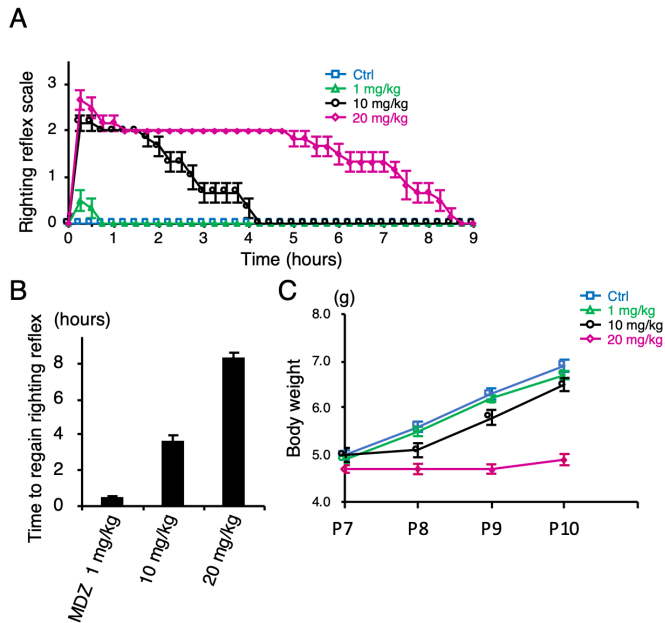 A
Righting reflex scale
3
2
1
0
Ctrl
1 mg/kg
10 mg/kg
20 mg/kg
0 1 2 3 4 5 6 7 8 9
Time (hours)
B
(hours)
Time to regain righting reflex
8
6
4
2
0
MDZ 1 mg/kg
10 mg/kg
20 mg/kg
C
(g)
Ctrl
1 mg/kg
10 mg/kg
20 mg/kg
Body weight
8.0
7.0
6.0
5.0
4.0
P7 P8 P9 P10